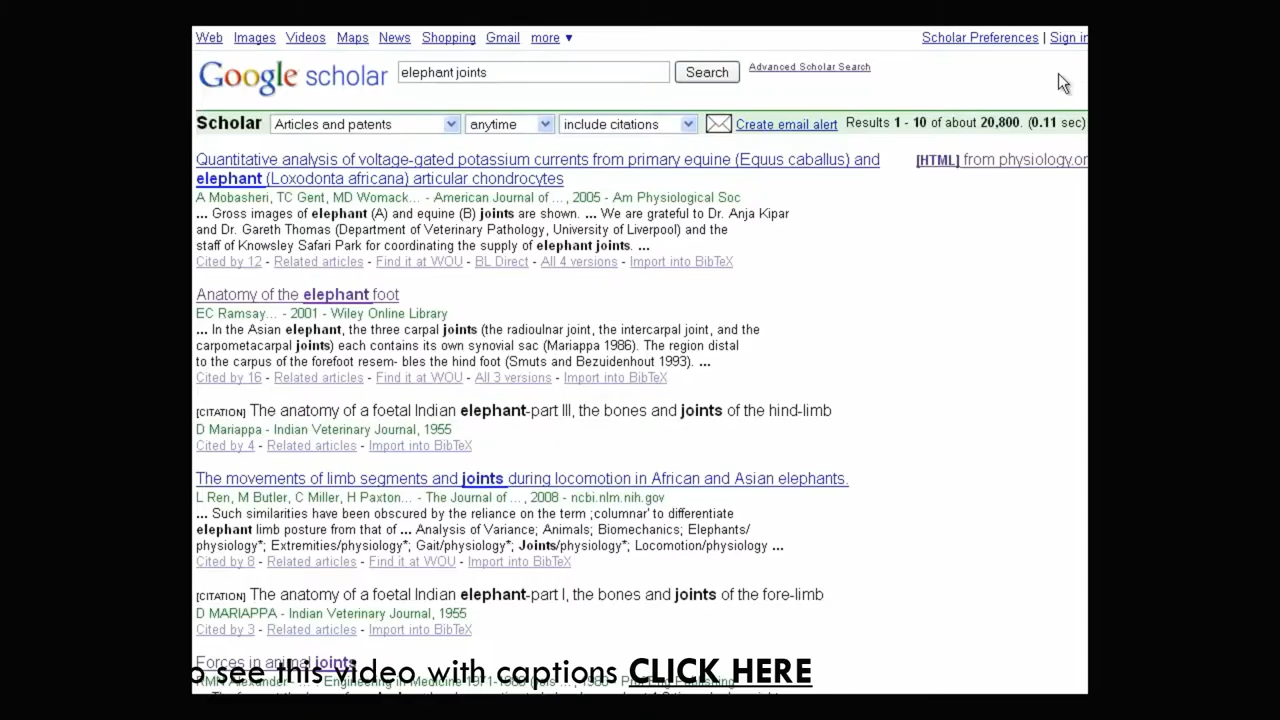 Web Images Videos Maps News Shopping Gmail more ▼ Scholar Preferences | Sign in
Google scholar elephant joints Search Advanced Scholar Search
Scholar Articles and patents anytime include citations Create email alert Results 1 - 10 of about 20,800. (0.11 sec)
Quantitative analysis of voltage-gated potassium currents from primary equine (Equus caballus) and [HTML] from physiology.or
elephant (Loxodonta africana) articular chondrocytes
A Mobasheri, TC Gent, MD Womack... - American Journal of ..., 2005 - Am Physiological Soc
... Gross images of elephant (A) and equine (B) joints are shown. ... We are grateful to Dr. Anja Kipar
and Dr. Gareth Thomas (Department of Veterinary Pathology, University of Liverpool) and the
staff of Knowsley Safari Park for coordinating the supply of elephant joints. ...
Cited by 12 - Related articles - Find it at WOU - BL Direct - All 4 versions - Import into BibTeX
Anatomy of the elephant foot
EC Ramsay... - 2001 - Wiley Online Library
... In the Asian elephant, the three carpal joints (the radioulnar joint, the intercarpal joint, and the
carpometacarpal joints) each contains its own synovial sac (Mariappa 1986). The region distal
to the carpus of the forefoot resem- bles the hind foot (Smuts and Bezuidenhout 1993). ...
Cited by 16 - Related articles - Find it at WOU - All 3 versions - Import into BibTeX
[CITATION] The anatomy of a foetal Indian elephant-part III, the bones and joints of the hind-limb
D Mariappa - Indian Veterinary Journal, 1955
Cited by 4 - Related articles - Import into BibTeX
The movements of limb segments and joints during locomotion in African and Asian elephants.
L Ren, M Butler, C Miller, H Paxton... - The Journal of ..., 2008 - ncbi.nlm.nih.gov
... Such similarities have been obscured by the reliance on the term ;columnar' to differentiate
elephant limb posture from that of ... Analysis of Variance; Animals; Biomechanics; Elephants/
physiology*; Extremities/physiology*; Gait/physiology*; Joints/physiology*; Locomotion/physiology ...
Cited by 8 - Related articles - Find it at WOU - Import into BibTeX
[CITATION] The anatomy of a foetal Indian elephant-part I, the bones and joints of the fore-limb
D MARIAPPA - Indian Veterinary Journal, 1955
Cited by 3 - Related articles - Import into BibTeX
Forces in animal joints
o see this video with captions CLICK HERE
RMN Alexander